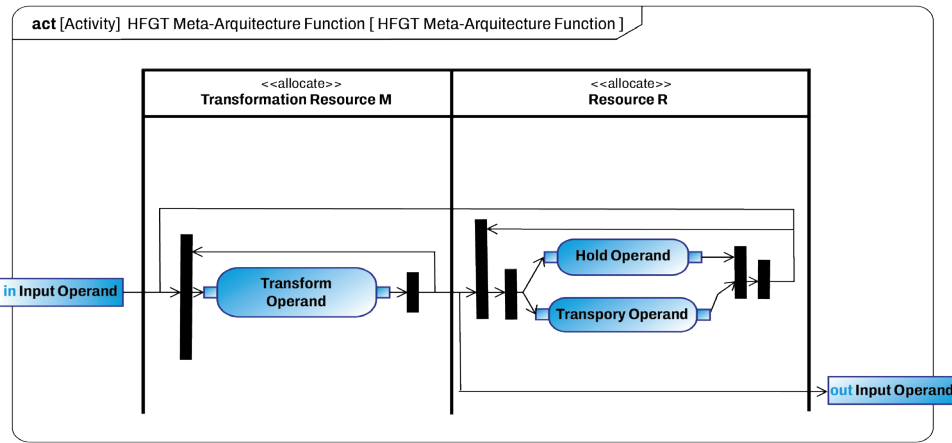 act [Activity] HFGT Meta-Arquitecture Function [ HFGT Meta-Arquitecture Function ]
<<allocate>>
Transformation Resource M
<<allocate>>
Resource R
Hold Operand
in Input Operand
Transform
Operand
Transpory Operand
out Input Operand